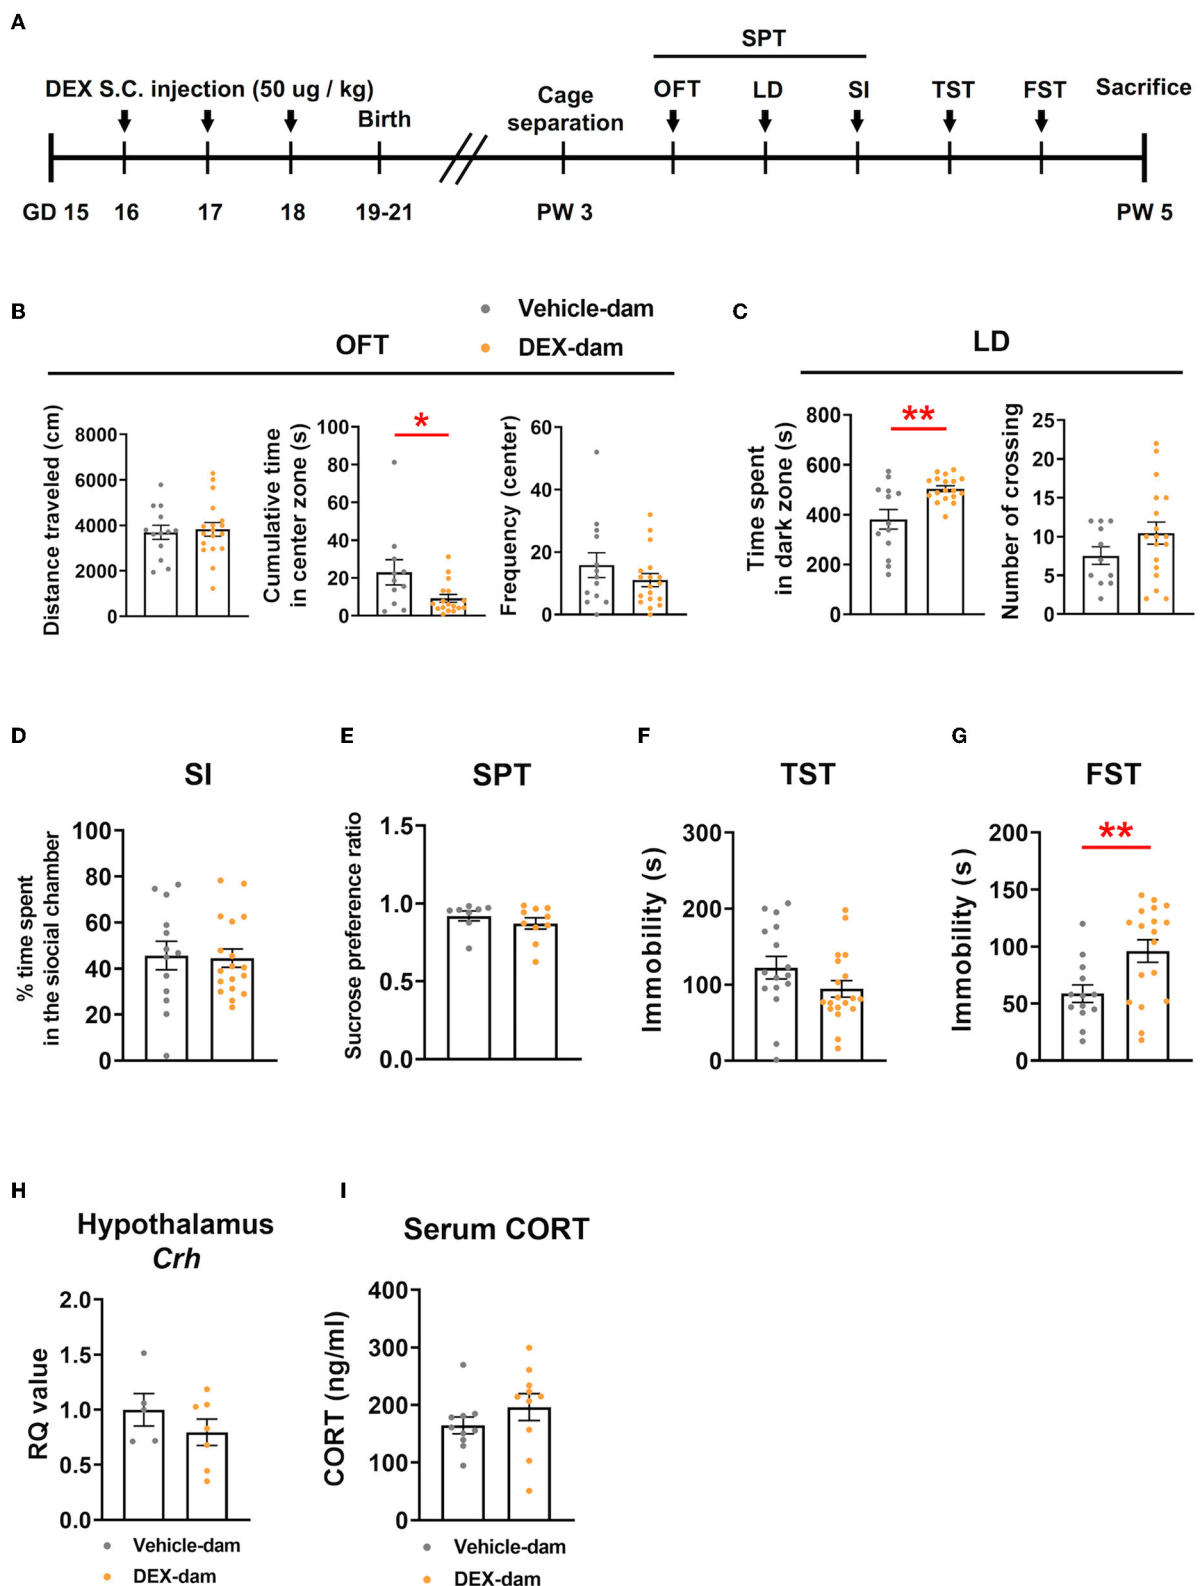 A
SPT
DEX S.C. injection (50 ug / kg)
Birth
Cage
separation
OFT LD SI TST FST Sacrifice
GD 15 16 17 18 19-21 PW 3 PW 5
B
Vehicle-dam
DEX-dam
OFT
Distance traveled (cm)
8000
6000
4000
2000
0
Cumulative time
in center zone (s)
100
80
60
40
20
0
*
Frequency (center)
60
40
20
0
C
LD
Time spent
in dark zone (s)
800
600
400
200
0
**
Number of crossing
25
20
15
10
5
0
D
SI
% time spent
in the siocial chamber
100
80
60
40
20
0
E
SPT
Sucrose preference ratio
1.5
1.0
0.5
0.0
F
TST
Immobility (s)
300
200
100
0
G
FST
Immobility (s)
200
150
100
50
0
**
H
Hypothalamus
Crh
RQ value
2.0
1.5
1.0
0.5
0.0
Vehicle-dam
DEX-dam
I
Serum CORT
CORT (ng/ml)
400
300
200
100
0
Vehicle-dam
DEX-dam